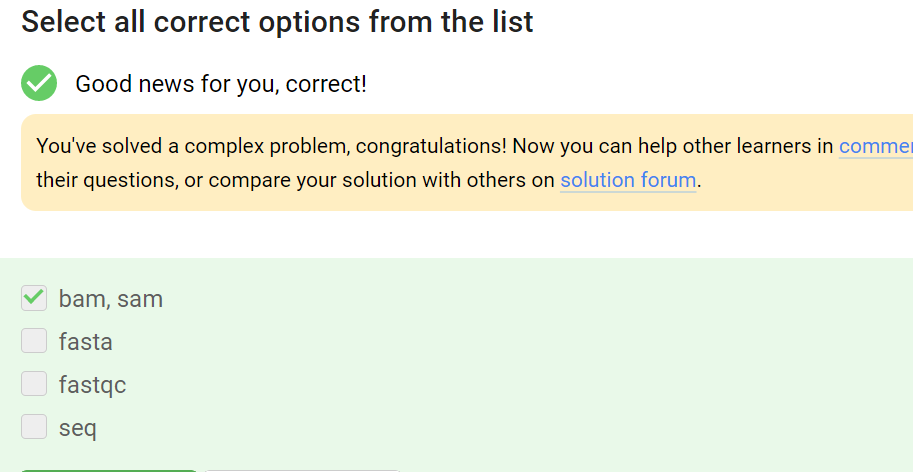 Select all correct options from the list
Good news for you, correct!
You've solved a complex problem, congratulations! Now you can help other learners in
their questions, or compare your solution with others on solution forum.
bam, sam
fasta
fastqc
seq